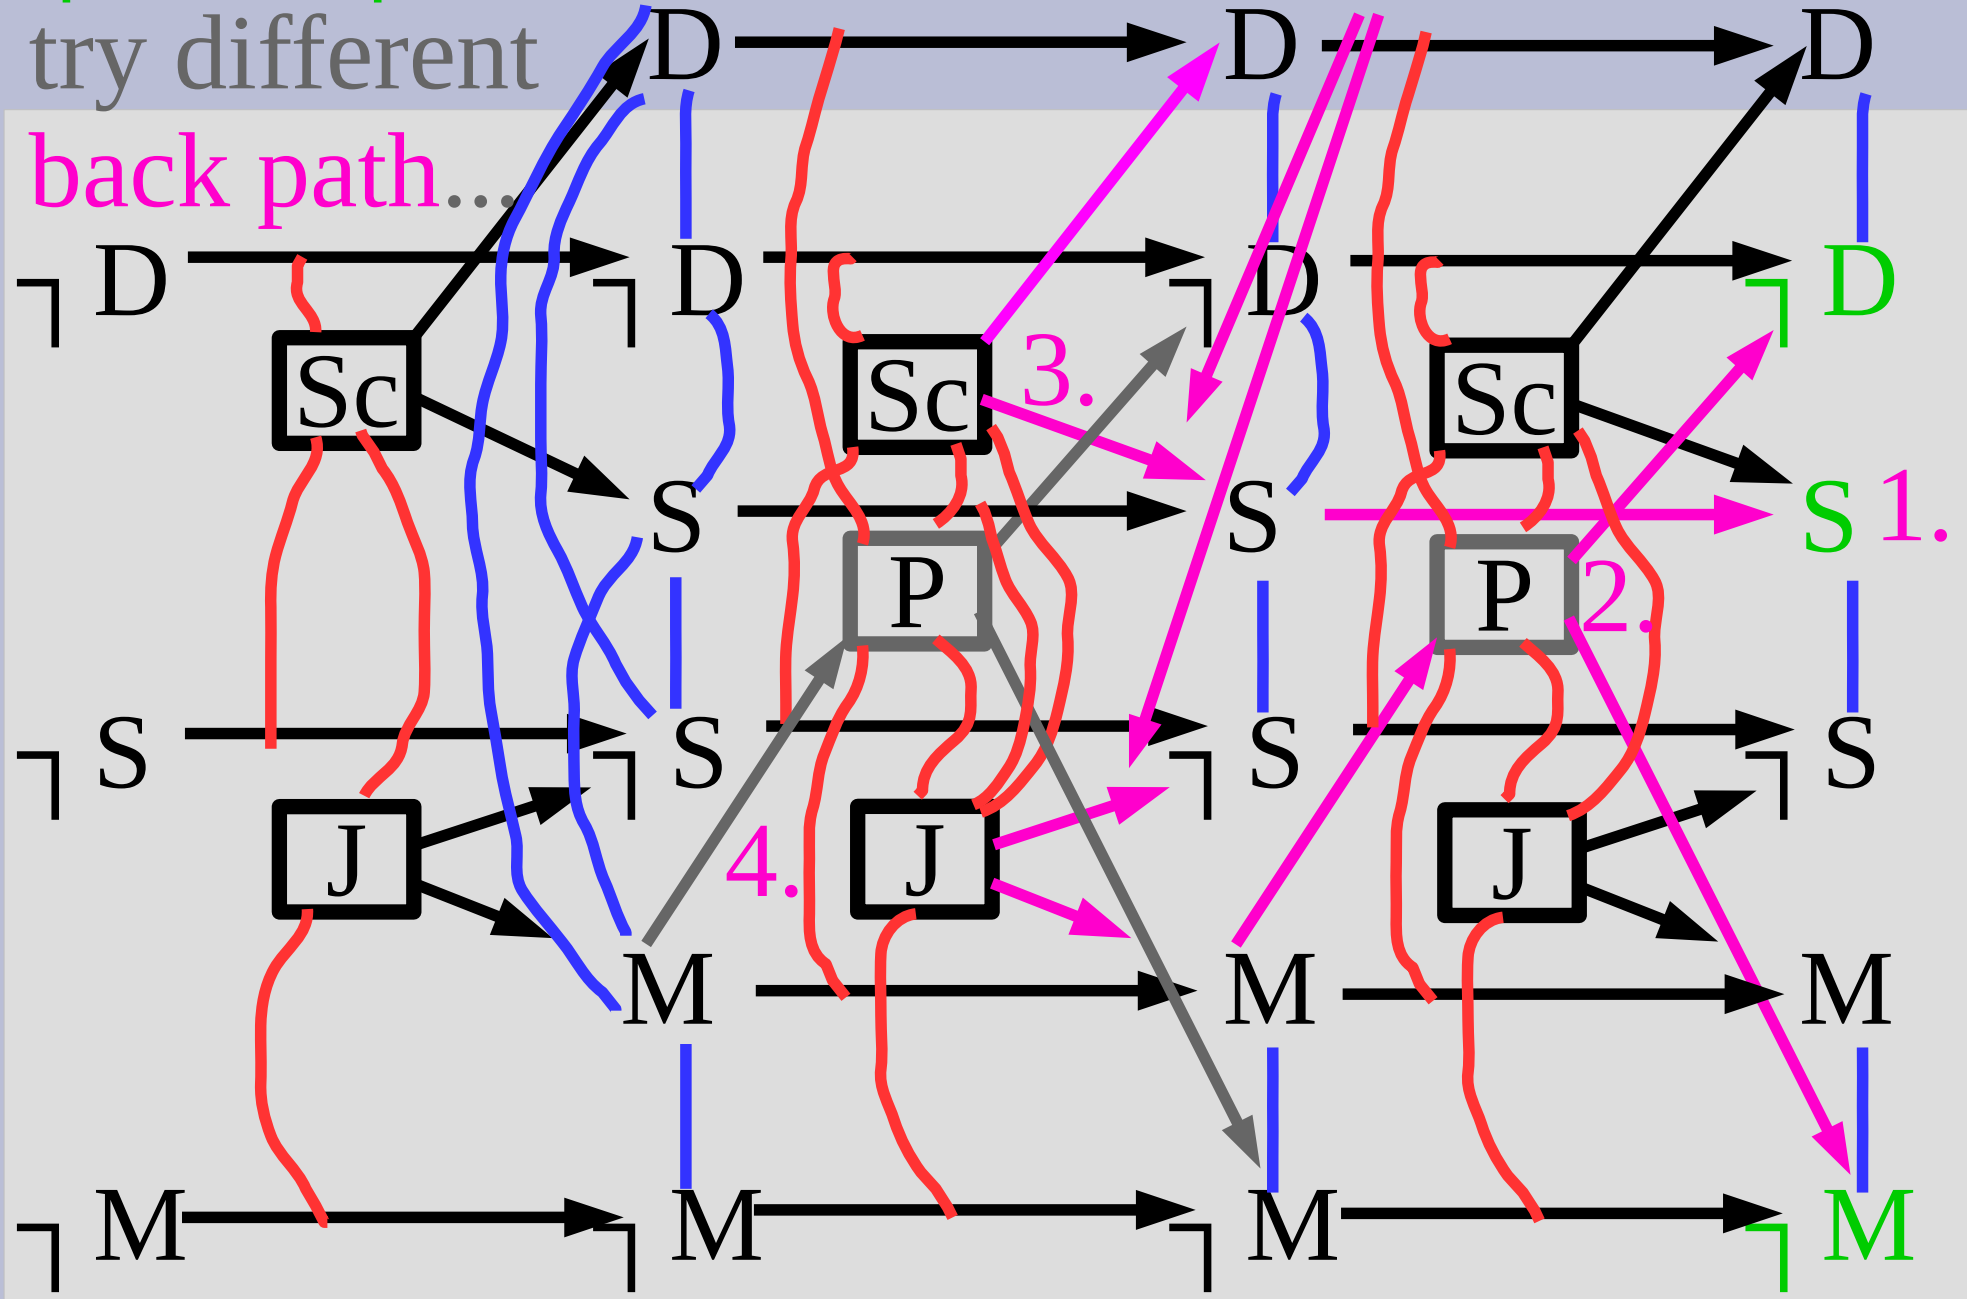 try different D D D
back path...
¬D ¬D ¬D ¬D
Sc Sc 3. Sc
S S S 1.
P P 2.
¬S ¬S ¬S ¬S
J 4. J J
M M M
¬M ¬M ¬M ¬M